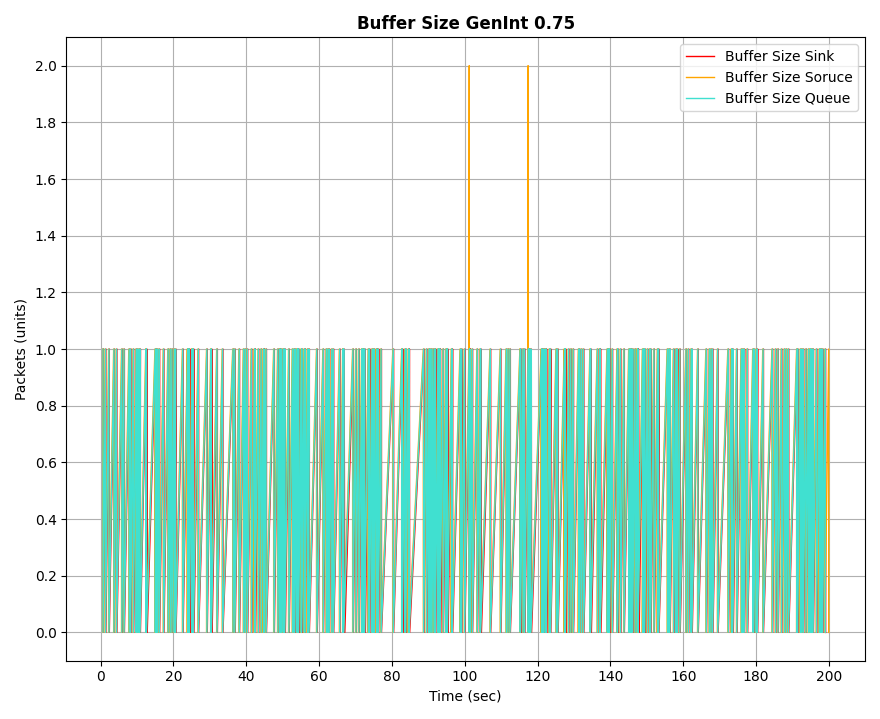 Buffer Size GenInt 0.75
Buffer Size Sink
Buffer Size Soruce
Buffer Size Queue
Packets (units)
2.0
1.8
1.6
1.4
1.2
1.0
0.8
0.6
0.4
0.2
0.0
0 20 40 60 80 100 120 140 160 180 200
Time (sec)